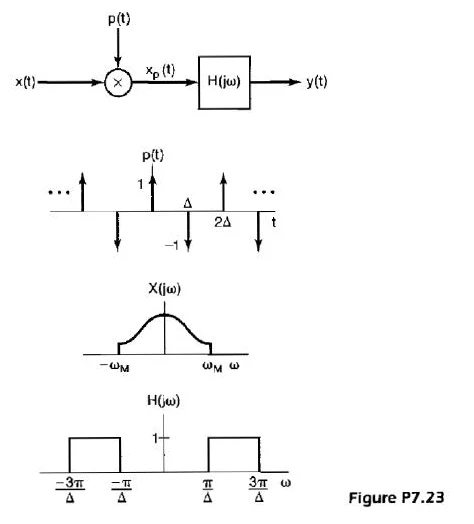 p(t)
x(t) × x_p(t) H(jω) y(t)
p(t)
... 1 Δ ...
-1 2Δ t
X(jω)
-ω_M ω_M ω
H(jω)
1
-3π/Δ -π/Δ π/Δ 3π/Δ ω
Figure P7.23